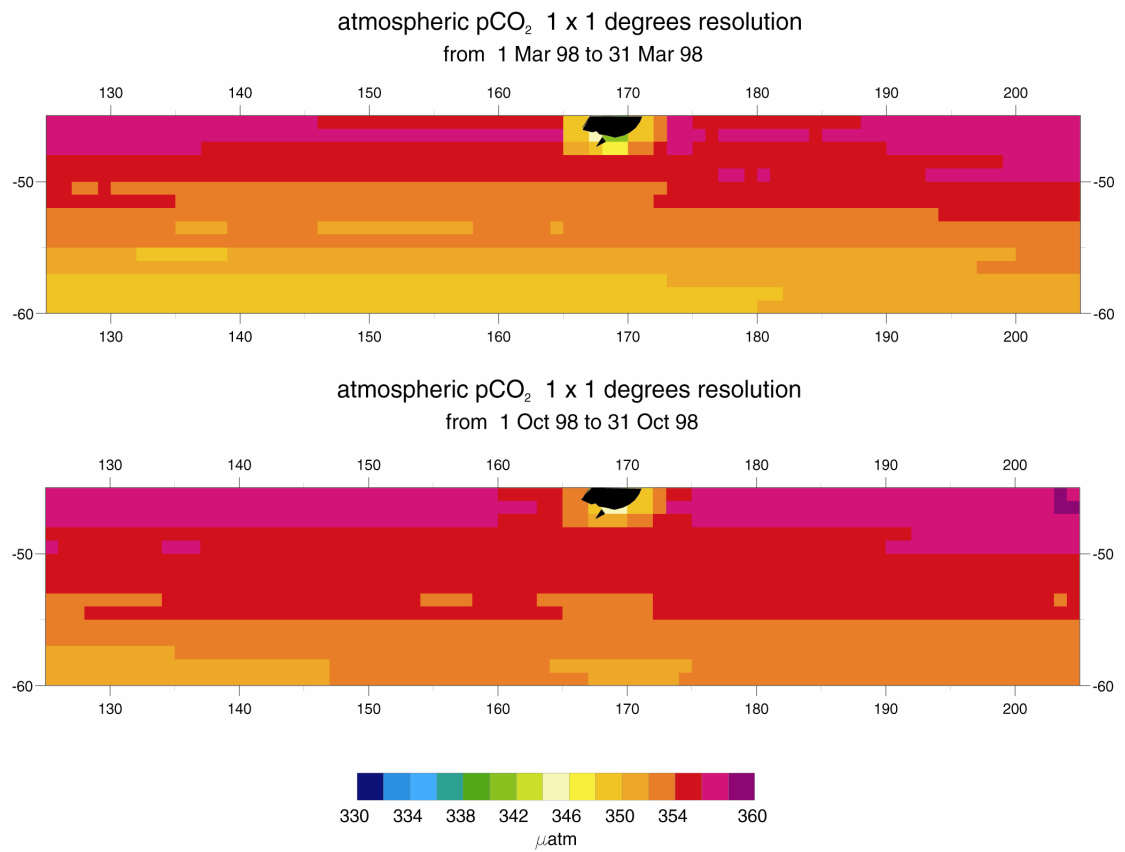 atmospheric pCO₂ 1 x 1 degrees resolution
from 1 Mar 98 to 31 Mar 98
130 140 150 160 170 180 190 200
-50 -50
-60 -60
130 140 150 160 170 180 190 200
atmospheric pCO₂ 1 x 1 degrees resolution
from 1 Oct 98 to 31 Oct 98
130 140 150 160 170 180 190 200
-50 -50
-60 -60
130 140 150 160 170 180 190 200
330 334 338 342 346 350 354 360
μatm